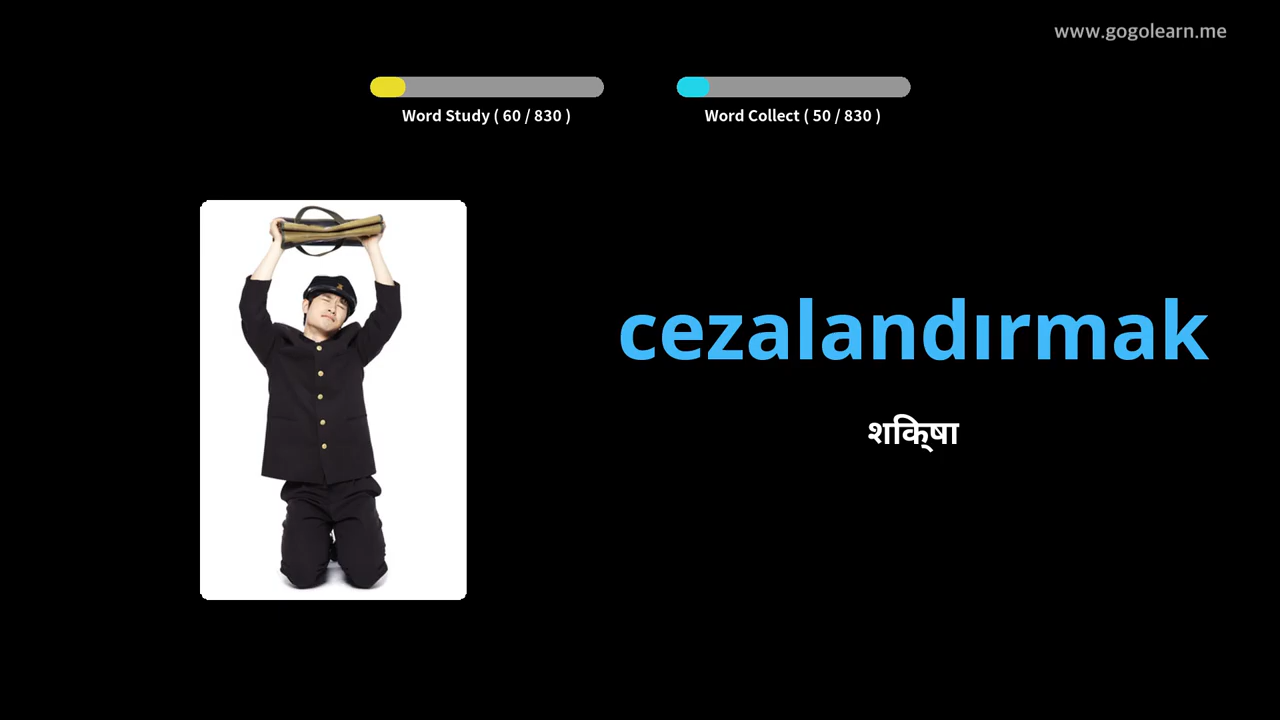 www.gogolearn.me
Word Study ( 60 / 830 )
Word Collect ( 50 / 830 )
cezalandırmak
शकि्षा